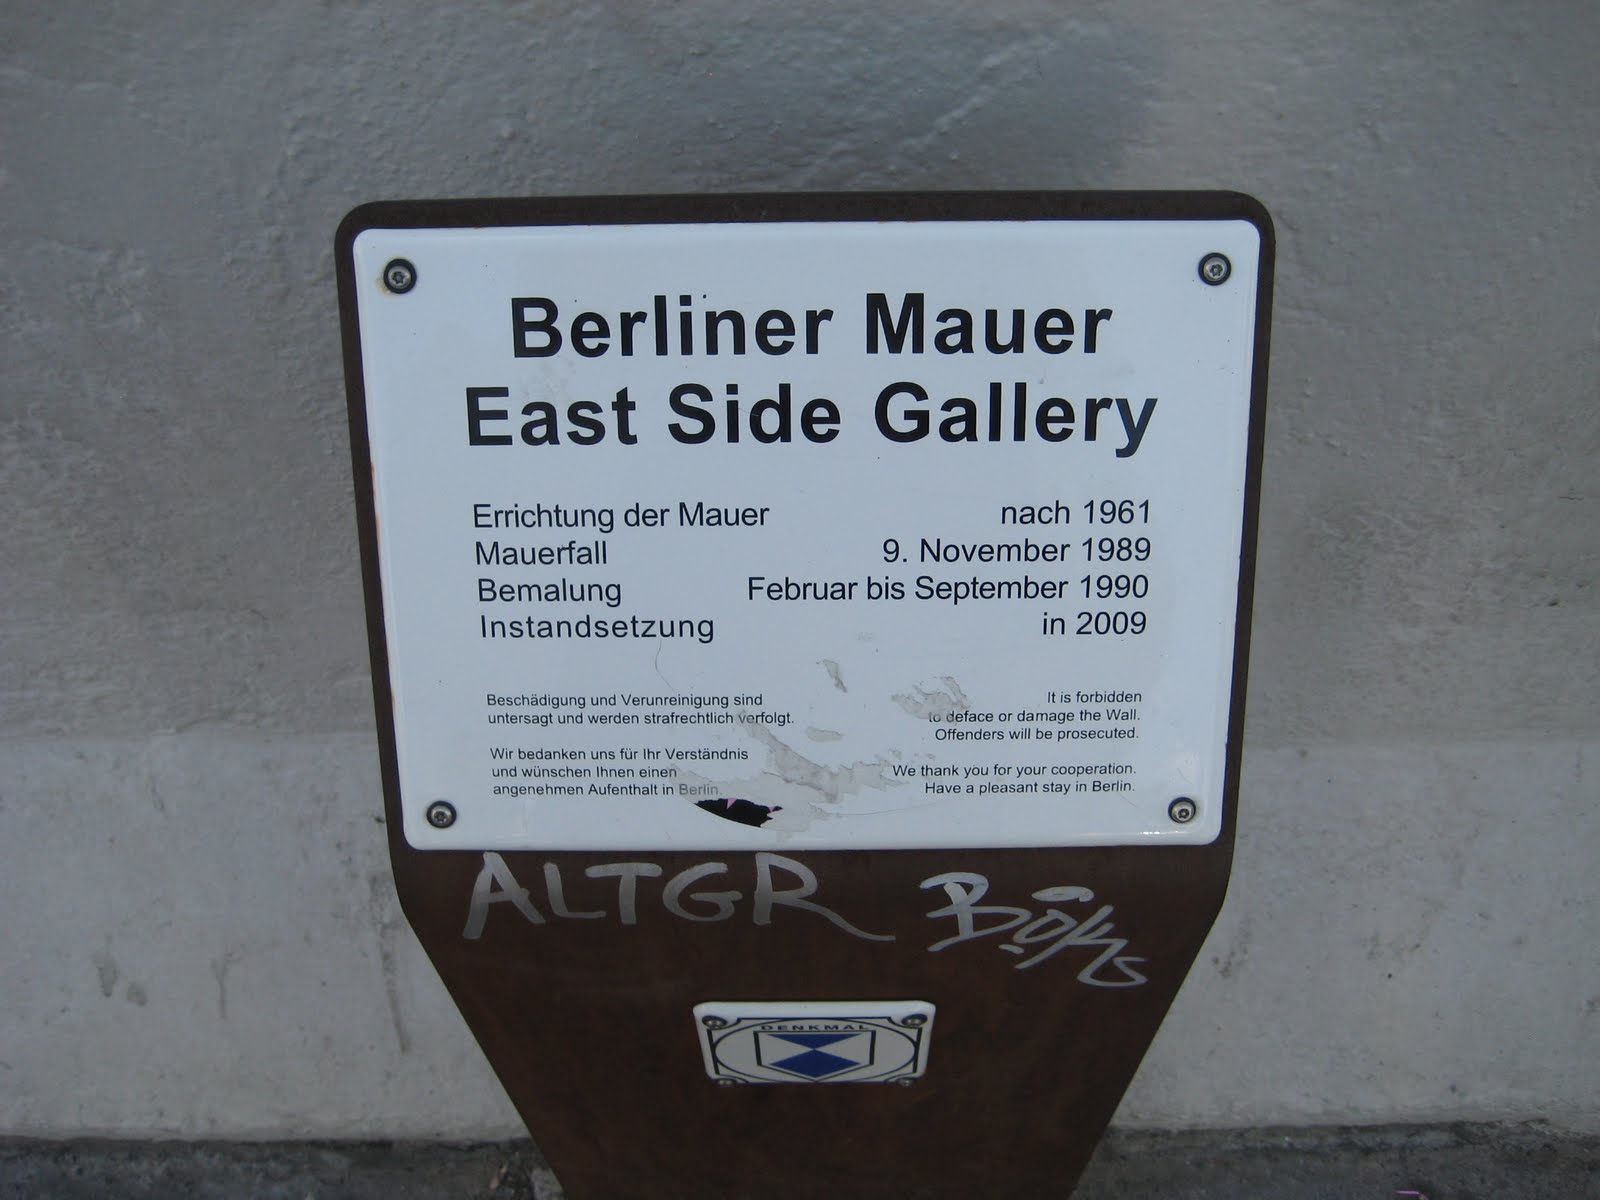 Berliner Mauer
East Side Gallery
Errichtung der Mauer nach 1961
Mauerfall 9. November 1989
Bemalung Februar bis September 1990
Instandsetzung in 2009
Beschädigung und Verunreinigung sind
untersagt und werden strafrechtlich verfolgt.
Wir bedanken uns für Ihr Verständnis
und wünschen Ihnen einen
angenehmen Aufenthalt in Berlin.
It is forbidden
to deface or damage the Wall.
Offenders will be prosecuted.
We thank you for your cooperation.
Have a pleasant stay in Berlin.
ALTGR
DENKMAL